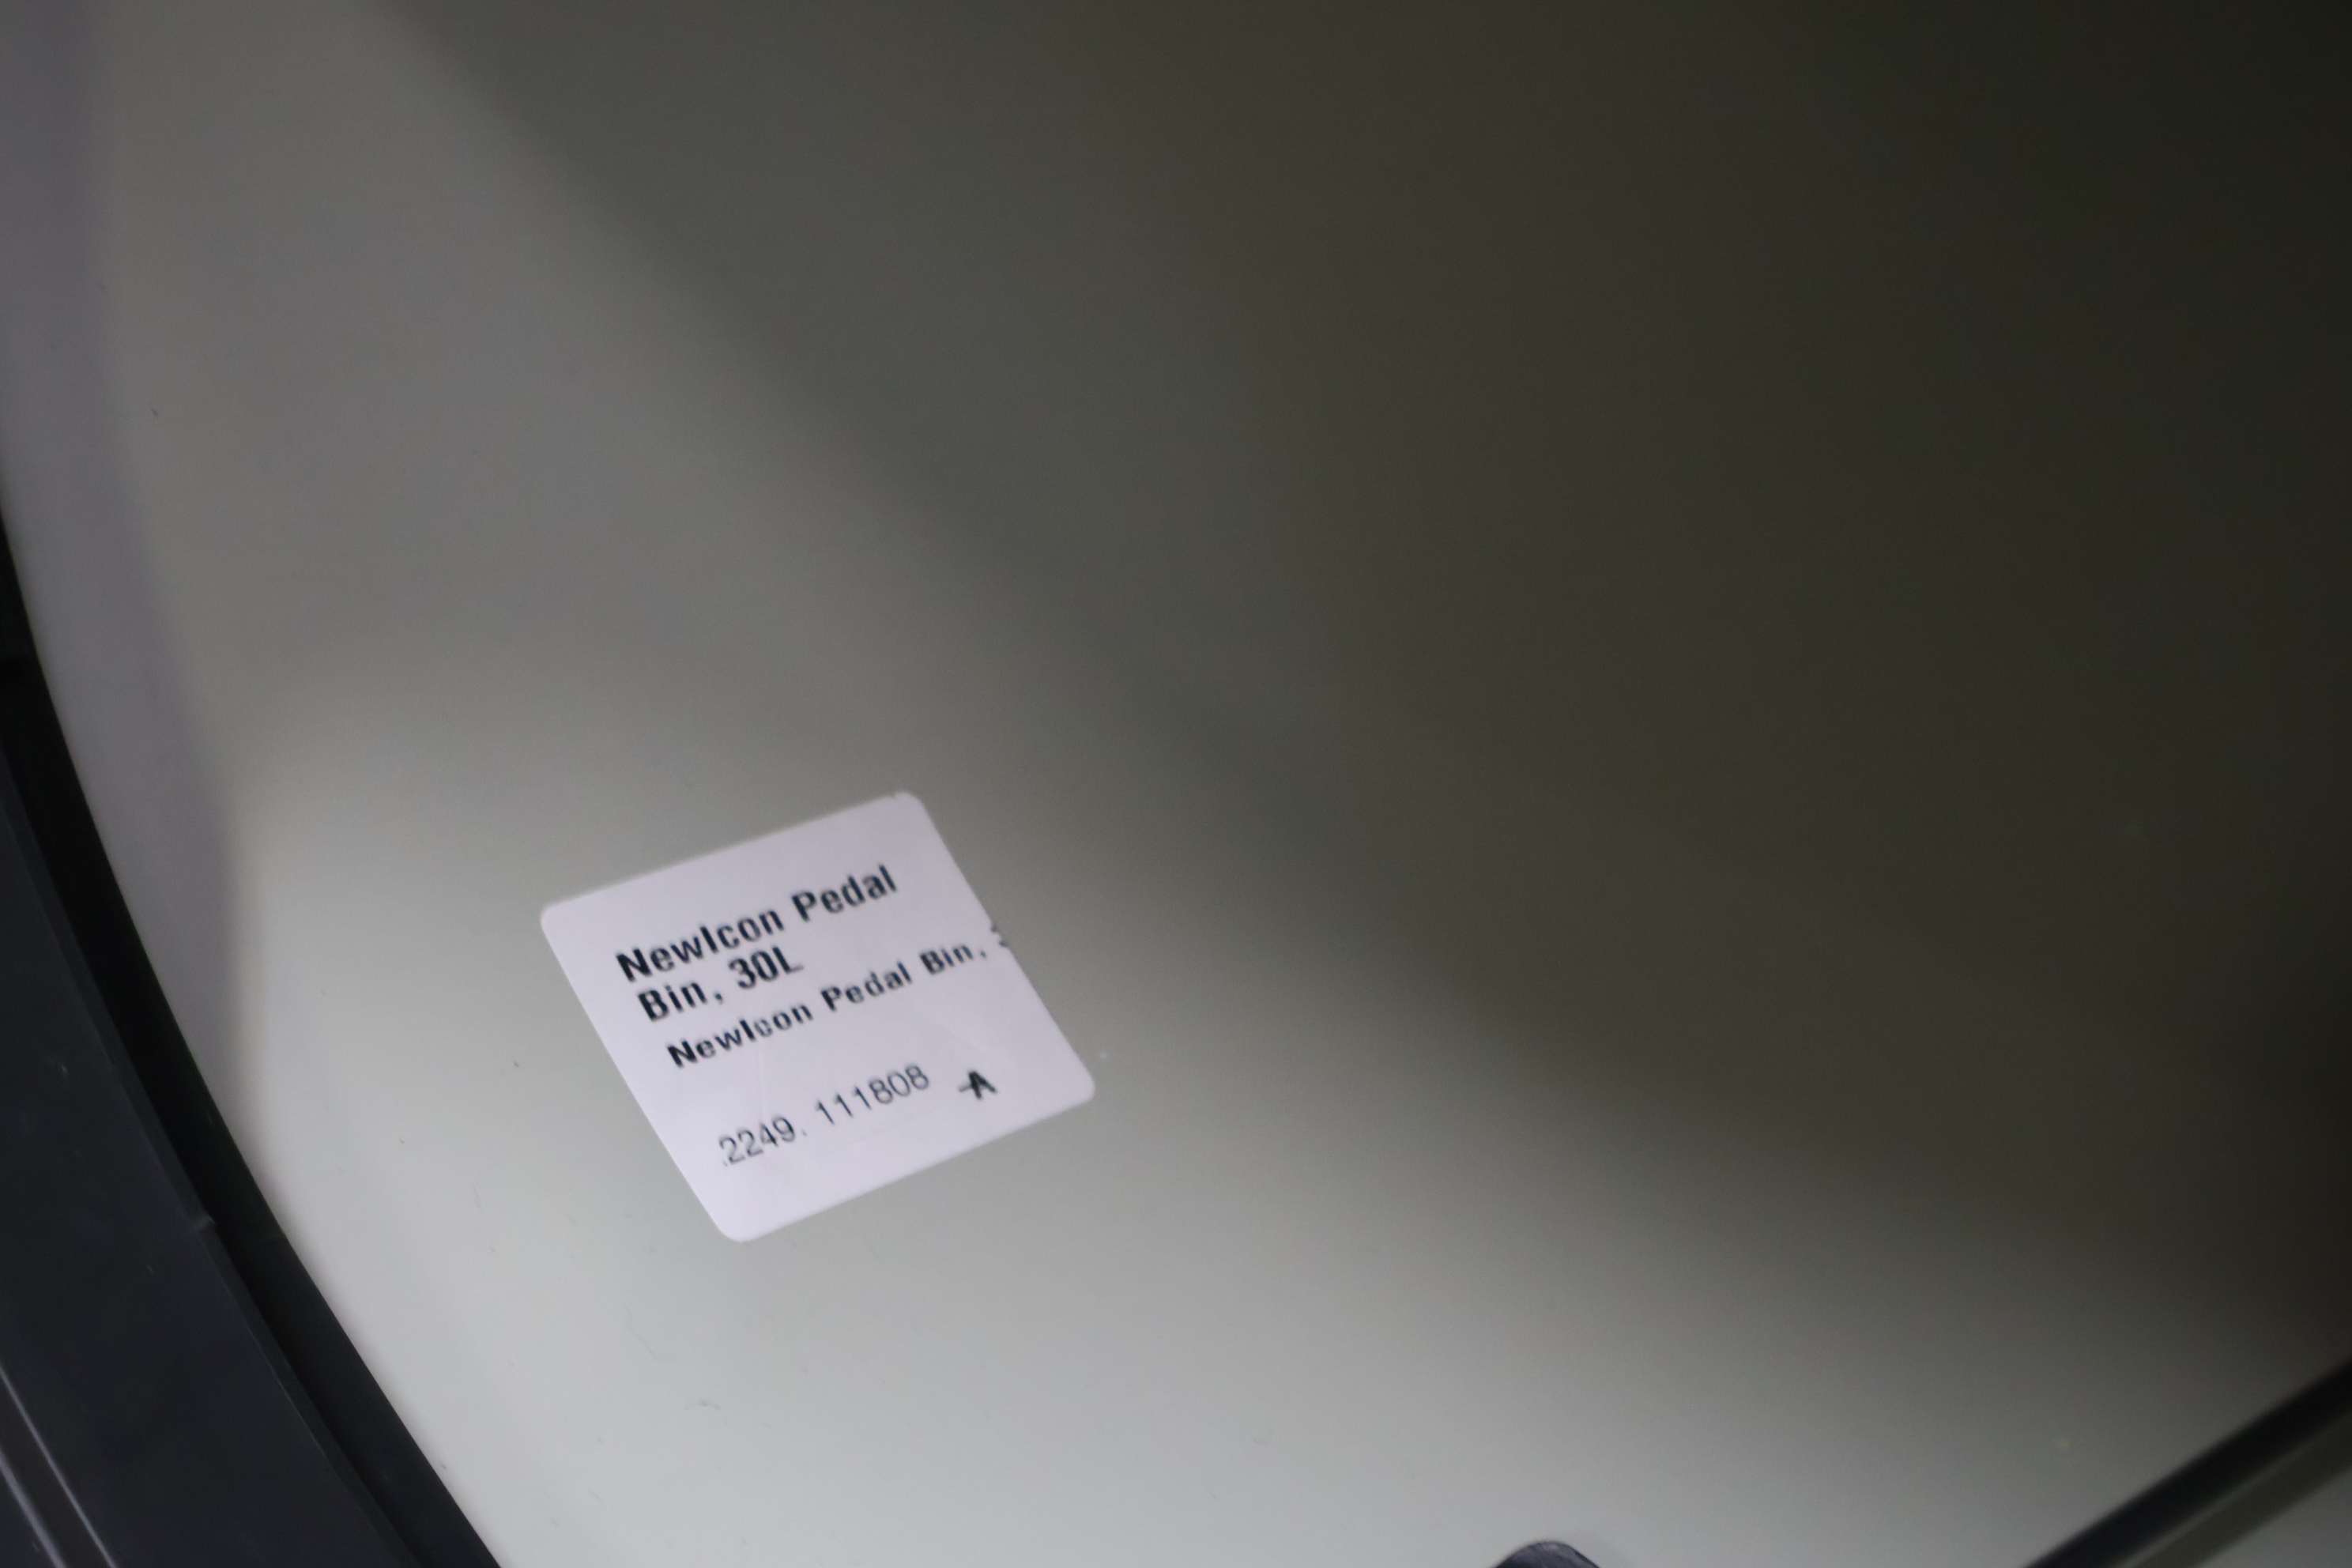 NewIcon Pedal
Bin, 30L
NewIcon Pedal Bin,
.2249. 111808 A